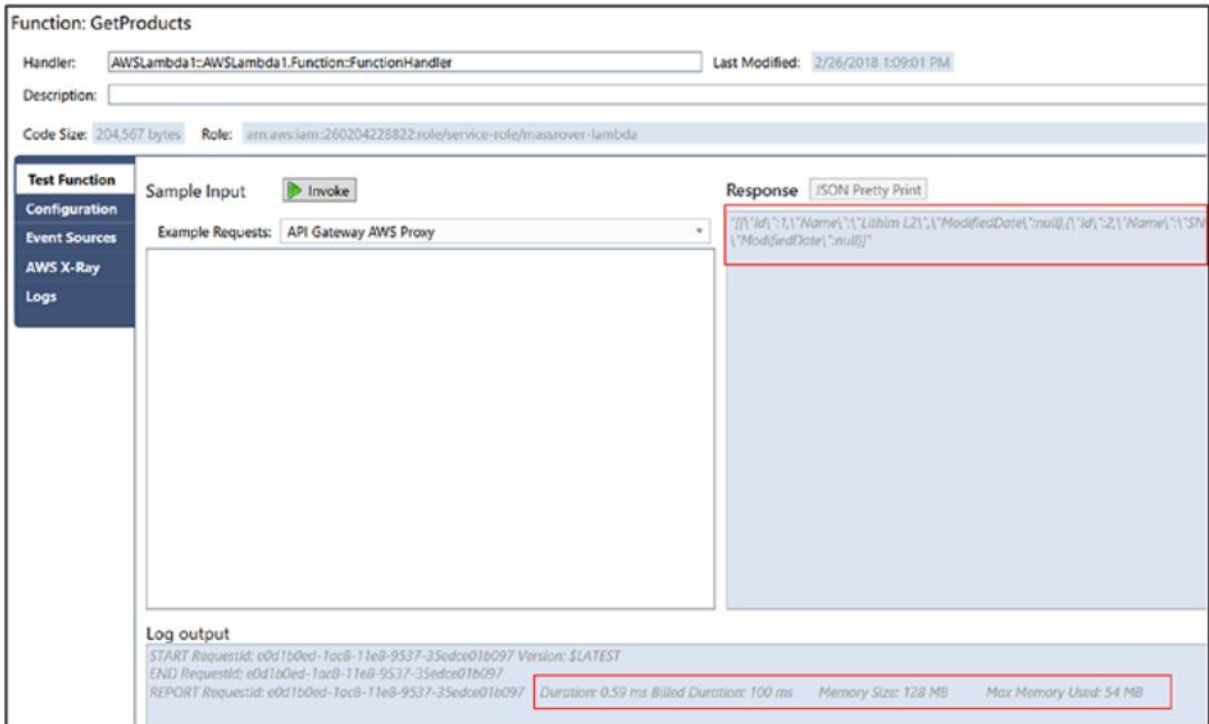 Function: GetProducts
Handler: AWSLambda1::AWSLambda1.Function::FunctionHandler Last Modified: 2/26/2018 1:09:01 PM
Description:
Code Size: 204,567 bytes Role: arn:aws:iam::260204228822:role/service-role/massrover-lambda
Test Function
Configuration
Event Sources
AWS X-Ray
Logs
Sample Input Invoke
Example Requests: API Gateway AWS Proxy
Response JSON Pretty Print
"[{\"id\":1,\"Name\":\"Lithim L2\",\"ModifiedDate\":null},{\"id\":2,\"Name\":\"SN
\"ModifiedDate\":null}]"
Log output
START RequestId: e0d1b0ed-1ac8-11e8-9537-35edce01b097 Version: $LATEST
END RequestId: e0d1b0ed-1ac8-11e8-9537-35edce01b097
REPORT RequestId: e0d1b0ed-1ac8-11e8-9537-35edce01b097 Duration: 0.59 ms Billed Duration: 100 ms Memory Size: 128 MB Max Memory Used: 54 MB